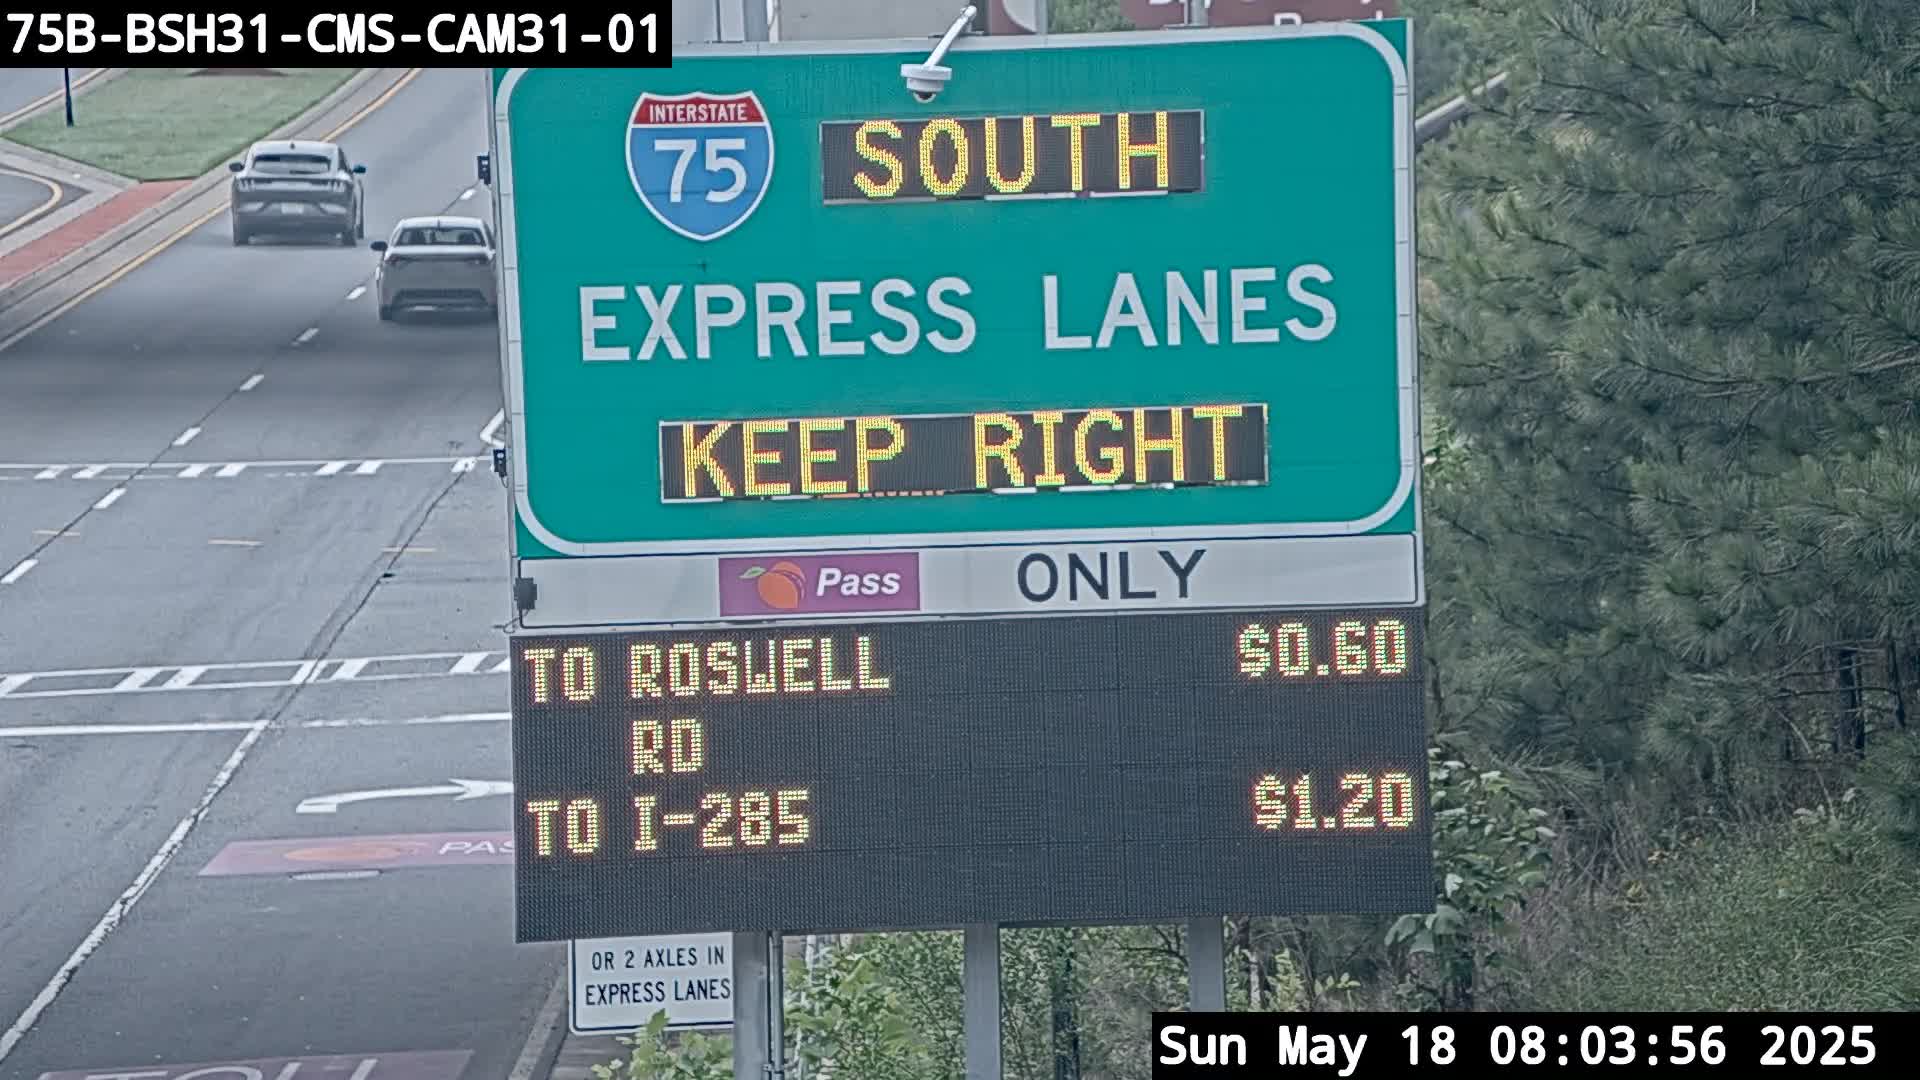 75B-BSH31-CMS-CAM31-01
INTERSTATE
75
SOUTH
EXPRESS LANES
KEEP RIGHT
Pass ONLY
TO ROSWELL $0.60
RD
TO I-285 $1.20
OR 2 AXLES IN
EXPRESS LANES
Sun May 18 08:03:56 2025